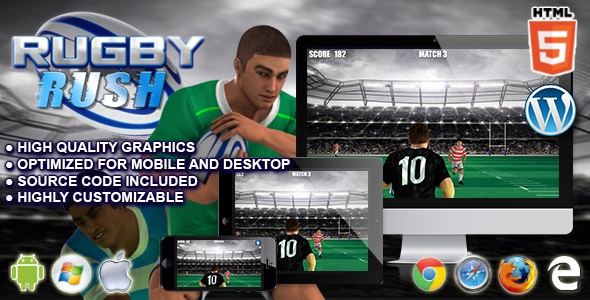 RUGBY
RUSH
HTML
5
W
SCORE 182
MATCH 3
• HIGH QUALITY GRAPHICS
• OPTIMIZED FOR MOBILE AND DESKTOP
• SOURCE CODE INCLUDED
• HIGHLY CUSTOMIZABLE
10
MATCH 3
10
10